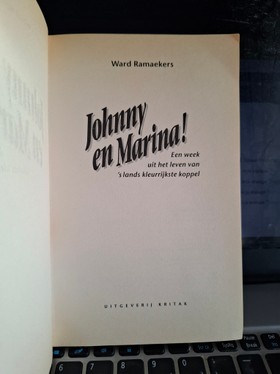 Ward Ramaekers
Johnny
en Marina!
Een week
uit het leven van
's lands kleurrijkste koppel
UITGEVERIJ KRITAK